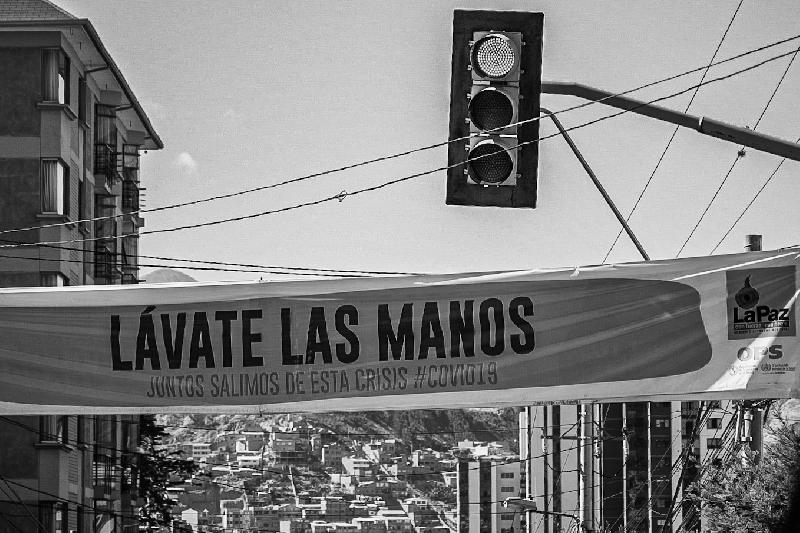 LÁVATE LAS MANOS
JUNTOS SALIMOS DE ESTA CRISIS #COVID19
LaPaz
OPS